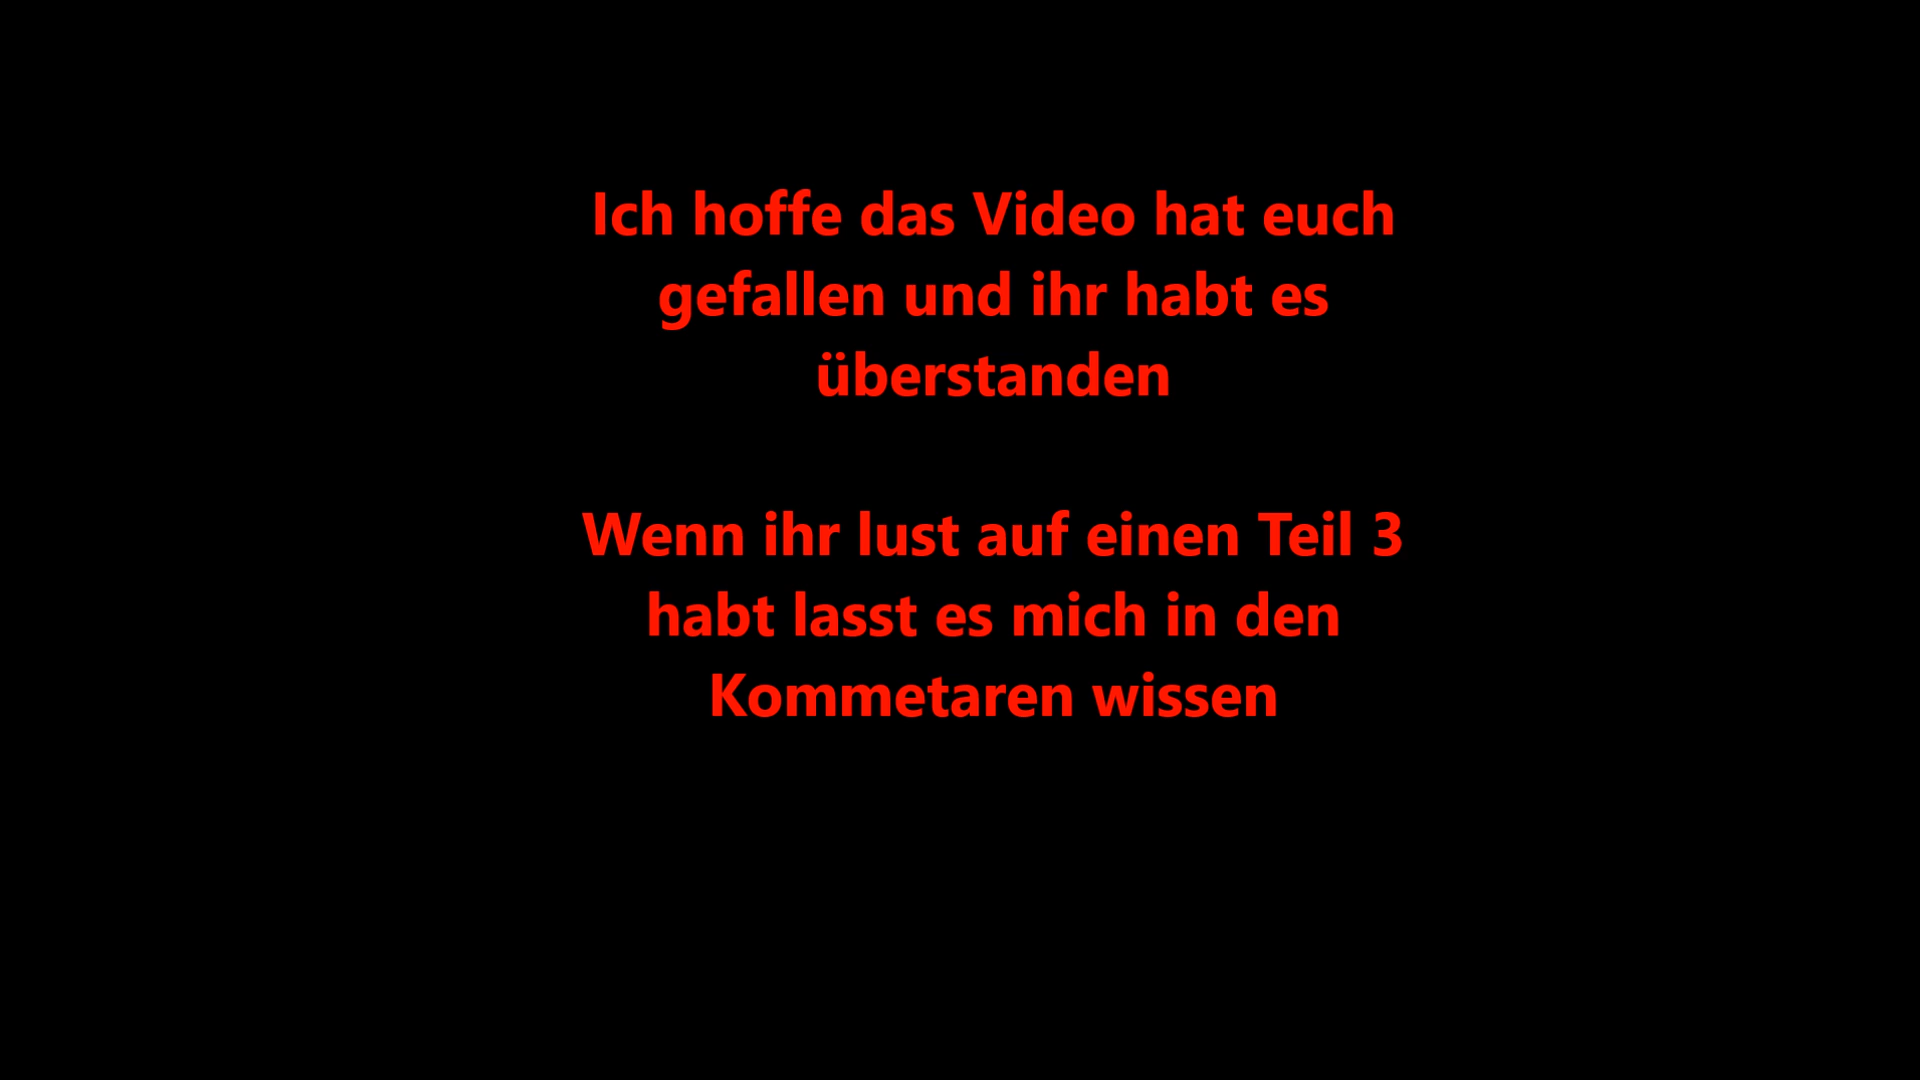 Ich hoffe das Video hat euch
gefallen und ihr habt es
überstanden
Wenn ihr lust auf einen Teil 3
habt lasst es mich in den
Kommetaren wissen